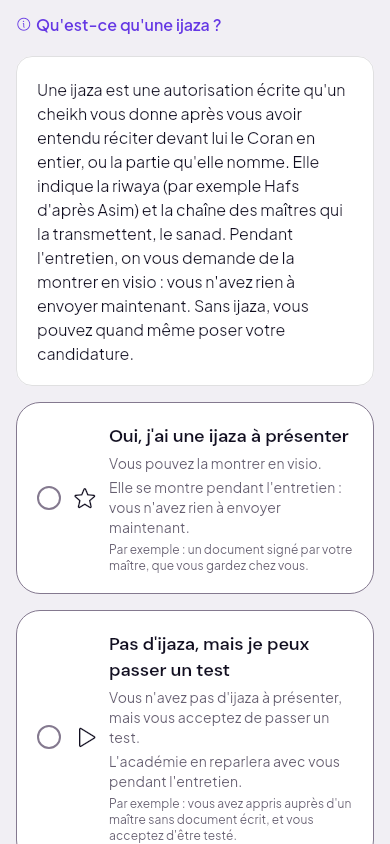 Qu'est-ce qu'une ijaza ?
Une ijaza est une autorisation écrite qu'un
cheikh vous donne après vous avoir
entendu réciter devant lui le Coran en
entier, ou la partie qu'elle nomme. Elle
indique la riwaya (par exemple Hafs
d'après Asim) et la chaîne des maîtres qui
la transmettent, le sanad. Pendant
l'entretien, on vous demande de la
montrer en visio : vous n'avez rien à
envoyer maintenant. Sans ijaza, vous
pouvez quand même poser votre
candidature.
Oui, j'ai une ijaza à présenter
Vous pouvez la montrer en visio.
Elle se montre pendant l'entretien :
vous n'avez rien à envoyer
maintenant.
Par exemple : un document signé par votre
maître, que vous gardez chez vous.
Pas d'ijaza, mais je peux
passer un test
Vous n'avez pas d'ijaza à présenter,
mais vous acceptez de passer un
test.
L'académie en reparlera avec vous
pendant l'entretien.
Par exemple : vous avez appris auprès d'un
maître sans document écrit, et vous
acceptez d'être testé.